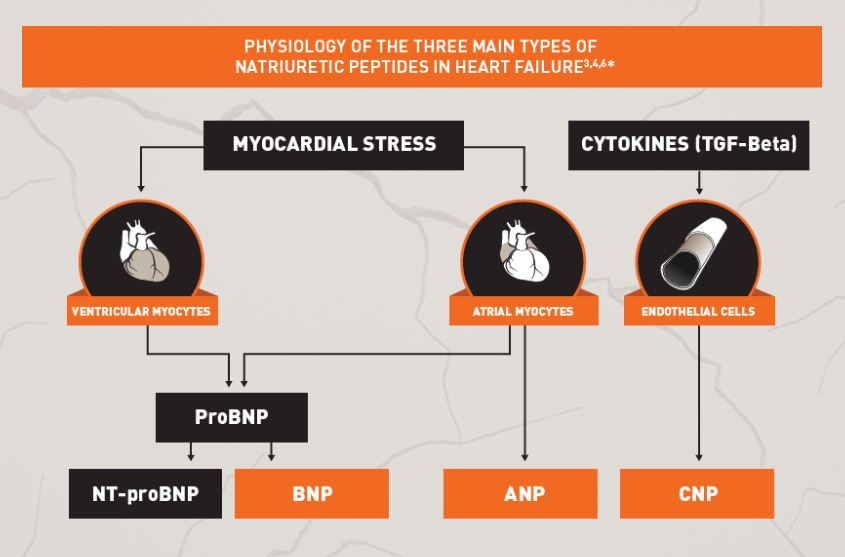 PHYSIOLOGY OF THE THREE MAIN TYPES OF
NATRIURETIC PEPTIDES IN HEART FAILURE³,⁴,⁶*
MYOCARDIAL STRESS
CYTOKINES (TGF-Beta)
VENTRICULAR MYOCYTES
ATRIAL MYOCYTES
ENDOTHELIAL CELLS
ProBNP
NT-proBNP
BNP
ANP
CNP